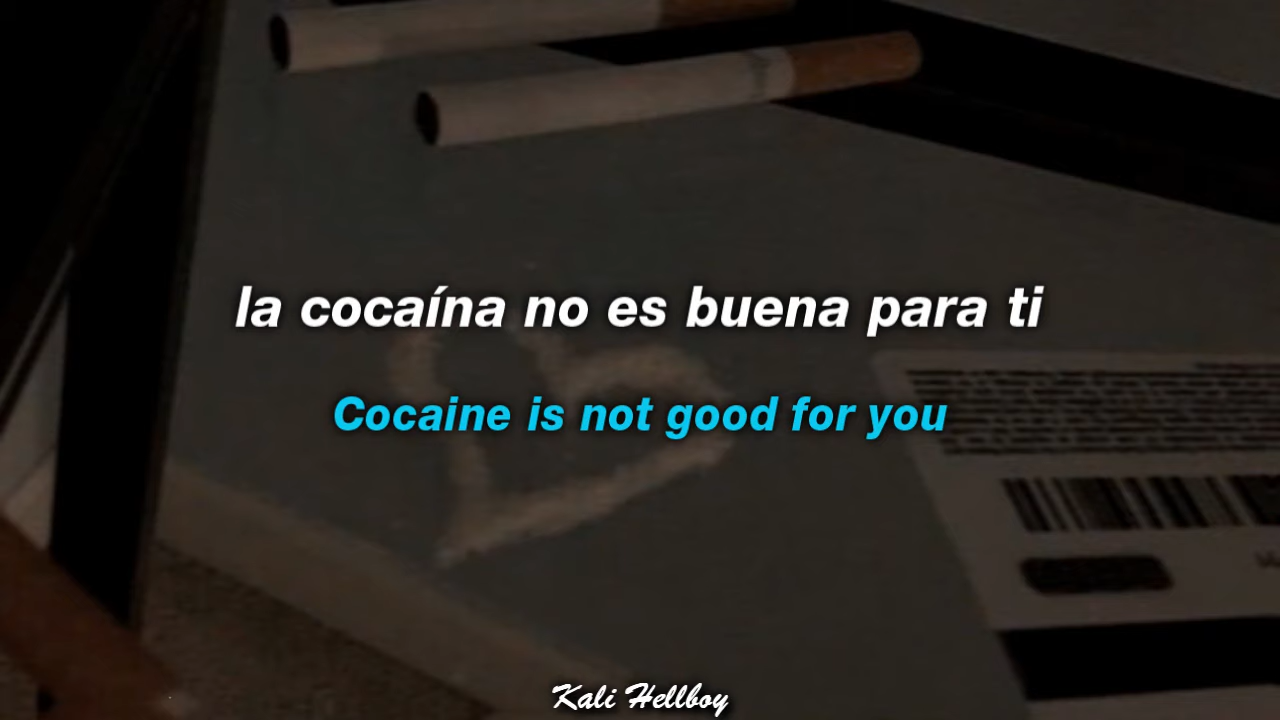 la cocaína no es buena para ti
Cocaine is not good for you
Kali Hellboy